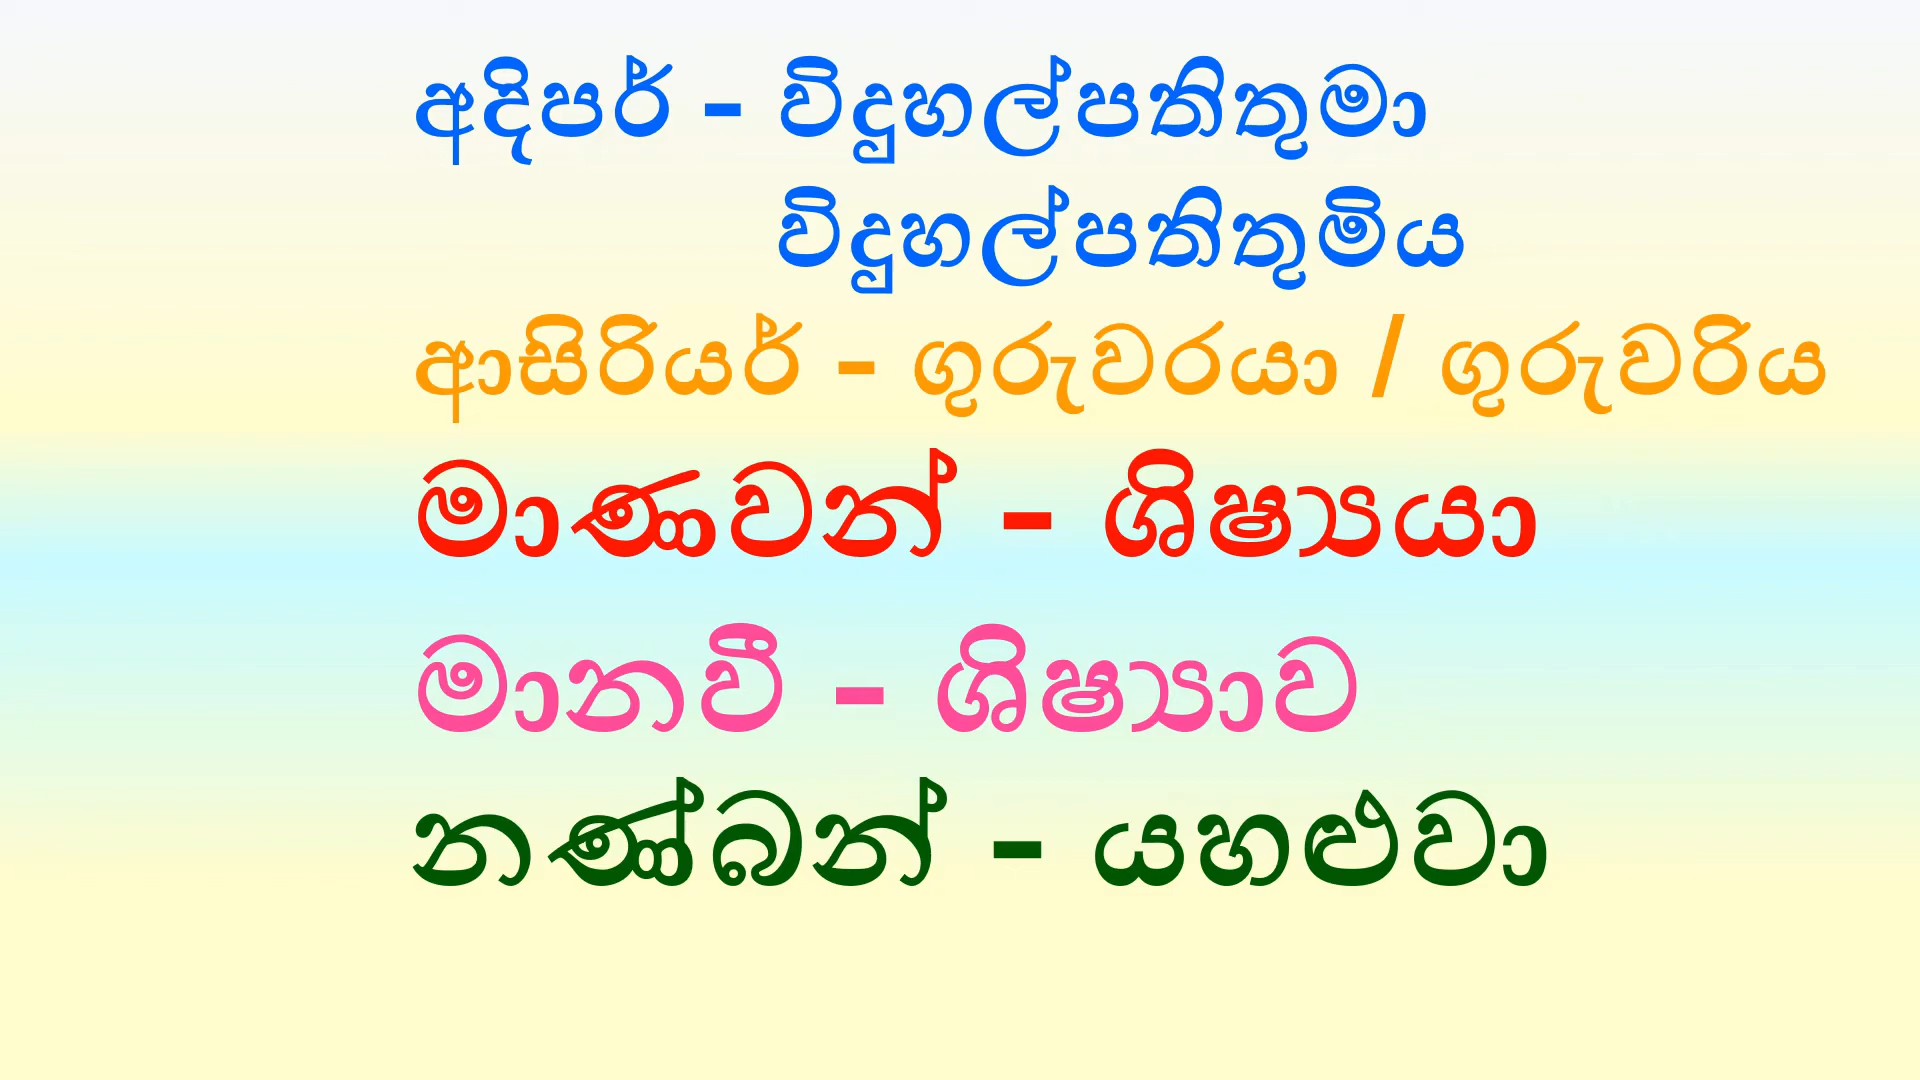 අදිපර් - විදුහල්පතිතුමා
විදුහල්පතිතුමිය
ආසිරියර් - ගුරුවරයා / ගුරුවරිය
මාණවන් - ශිෂ්‍යයා
මානවී - ශිෂ්‍යාව
නණ්බන් - යහළුවා